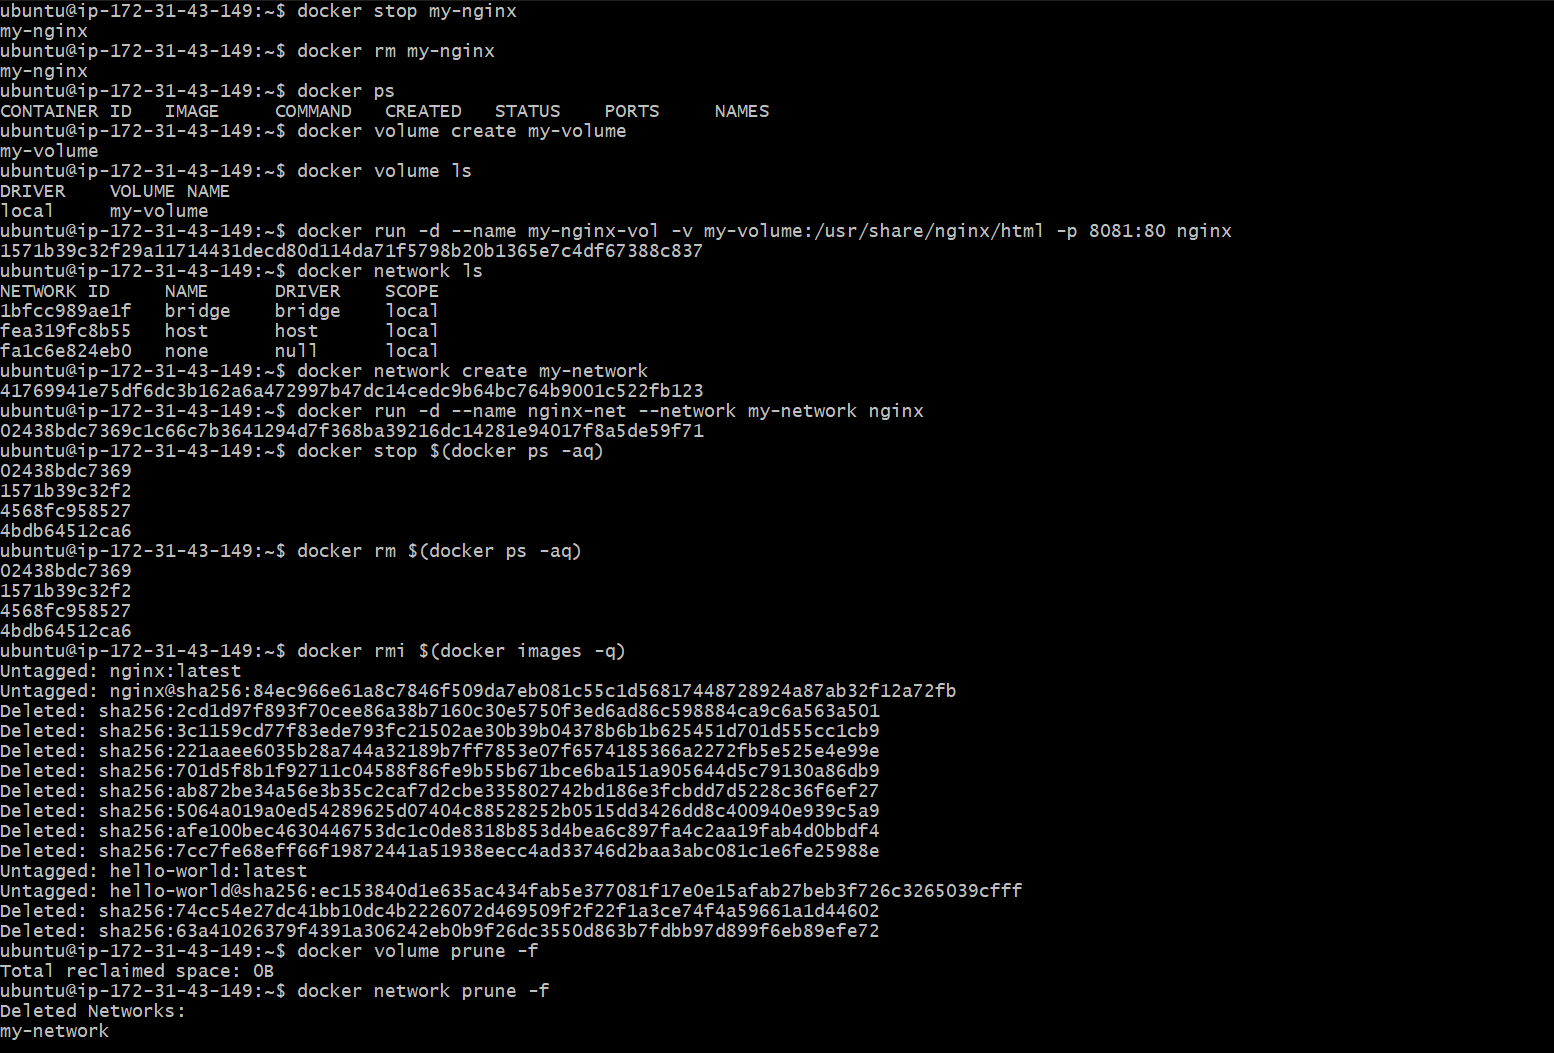 ubuntu@ip-172-31-43-149:~$ docker stop my-nginx
my-nginx
ubuntu@ip-172-31-43-149:~$ docker rm my-nginx
my-nginx
ubuntu@ip-172-31-43-149:~$ docker ps
CONTAINER ID   IMAGE     COMMAND   CREATED   STATUS    PORTS     NAMES
ubuntu@ip-172-31-43-149:~$ docker volume create my-volume
my-volume
ubuntu@ip-172-31-43-149:~$ docker volume ls
DRIVER    VOLUME NAME
local     my-volume
ubuntu@ip-172-31-43-149:~$ docker run -d --name my-nginx-vol -v my-volume:/usr/share/nginx/html -p 8081:80 nginx
1571b39c32f29a11714431decd80d114da71f5798b20b1365e7c4df67388c837
ubuntu@ip-172-31-43-149:~$ docker network ls
NETWORK ID     NAME      DRIVER    SCOPE
1bfcc989ae1f   bridge    bridge    local
fea319fc8b55   host      host      local
fa1c6e824eb0   none      null      local
ubuntu@ip-172-31-43-149:~$ docker network create my-network
41769941e75df6dc3b162a6a472997b47dc14cedc9b64bc764b9001c522fb123
ubuntu@ip-172-31-43-149:~$ docker run -d --name nginx-net --network my-network nginx
02438bdc7369c1c66c7b3641294d7f368ba39216dc14281e94017f8a5de59f71
ubuntu@ip-172-31-43-149:~$ docker stop $(docker ps -aq)
02438bdc7369
1571b39c32f2
4568fc958527
4bdb64512ca6
ubuntu@ip-172-31-43-149:~$ docker rm $(docker ps -aq)
02438bdc7369
1571b39c32f2
4568fc958527
4bdb64512ca6
ubuntu@ip-172-31-43-149:~$ docker rmi $(docker images -q)
Untagged: nginx:latest
Untagged: nginx@sha256:84ec966e61a8c7846f509da7eb081c55c1d56817448728924a87ab32f12a72fb
Deleted: sha256:2cd1d97f893f70cee86a38b7160c30e5750f3ed6ad86c598884ca9c6a563a501
Deleted: sha256:3c1159cd77f83ede793fc21502ae30b39b04378b6b1b625451d701d555cc1cb9
Deleted: sha256:221aaee6035b28a744a32189b7ff7853e07f6574185366a2272fb5e525e4e99e
Deleted: sha256:701d5f8b1f92711c04588f86fe9b55b671bce6ba151a905644d5c79130a86db9
Deleted: sha256:ab872be34a56e3b35c2caf7d2cbe335802742bd186e3fcbdd7d5228c36f6ef27
Deleted: sha256:5064a019a0ed54289625d07404c88528252b0515dd3426dd8c400940e939c5a9
Deleted: sha256:afe100bec4630446753dc1c0de8318b853d4bea6c897fa4c2aa19fab4d0bbdf4
Deleted: sha256:7cc7fe68eff66f19872441a51938eecc4ad33746d2baa3abc081c1e6fe25988e
Untagged: hello-world:latest
Untagged: hello-world@sha256:ec153840d1e635ac434fab5e377081f17e0e15afab27beb3f726c3265039cfff
Deleted: sha256:74cc54e27dc41bb10dc4b2226072d469509f2f22f1a3ce74f4a59661a1d44602
Deleted: sha256:63a41026379f4391a306242eb0b9f26dc3550d863b7fdbb97d899f6eb89efe72
ubuntu@ip-172-31-43-149:~$ docker volume prune -f
Total reclaimed space: 0B
ubuntu@ip-172-31-43-149:~$ docker network prune -f
Deleted Networks:
my-network